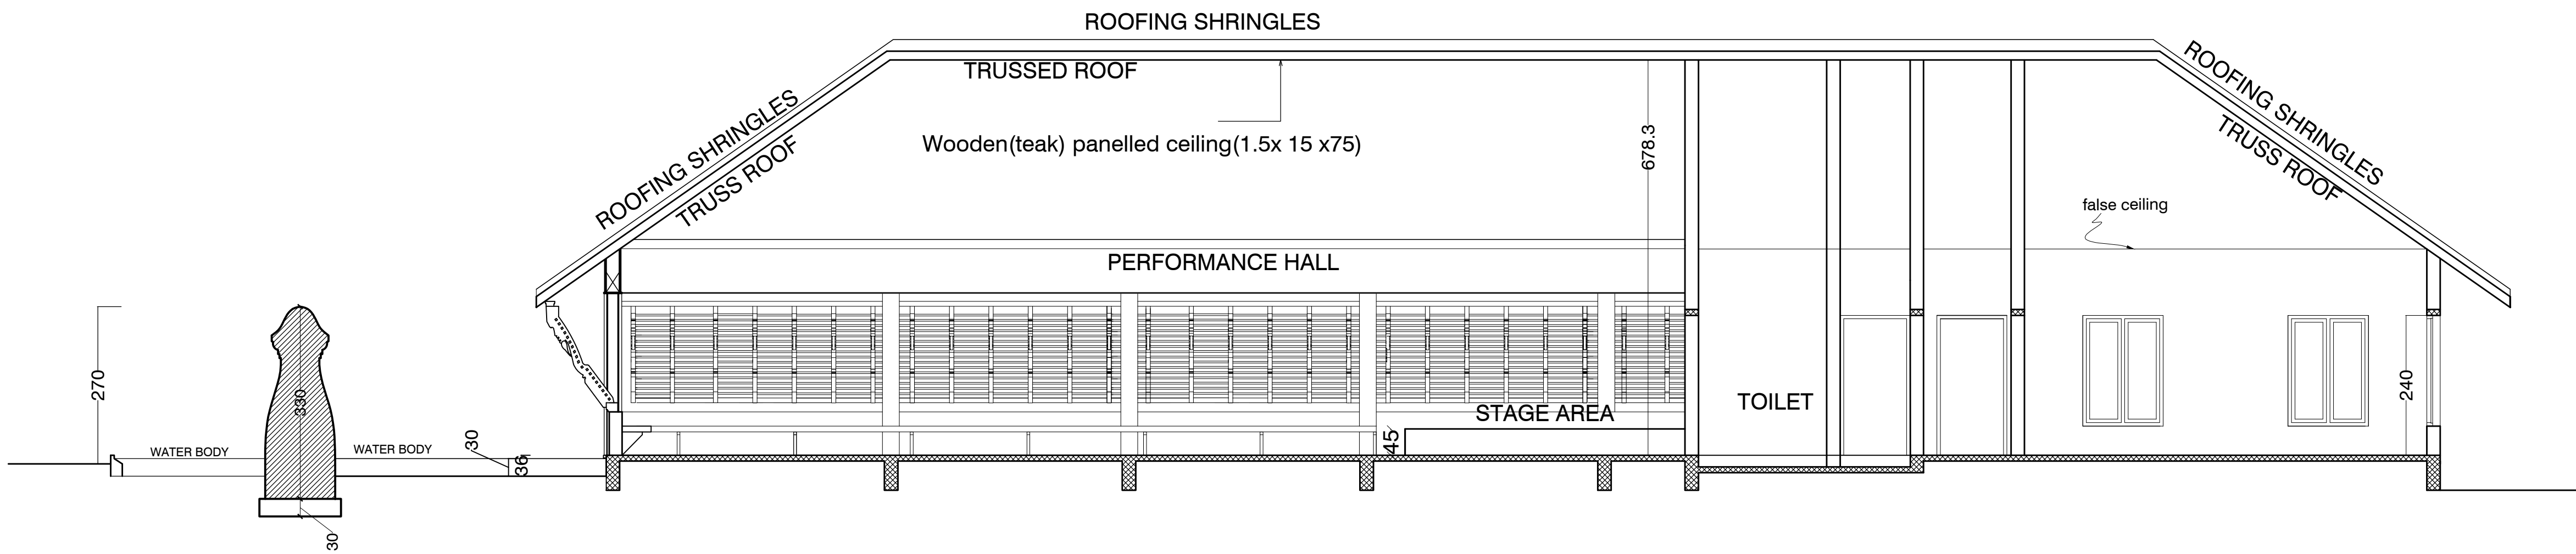 ROOFING SHRINGLES
TRUSSED ROOF
Wooden(teak) panelled ceiling(1.5x 15 x75)
ROOFING SHRINGLES
TRUSS ROOF
678.3
ROOFING SHRINGLES
TRUSS ROOF
false ceiling
PERFORMANCE HALL
270
330
WATER BODY
WATER BODY
30
36
30
STAGE AREA
45
TOILET
240